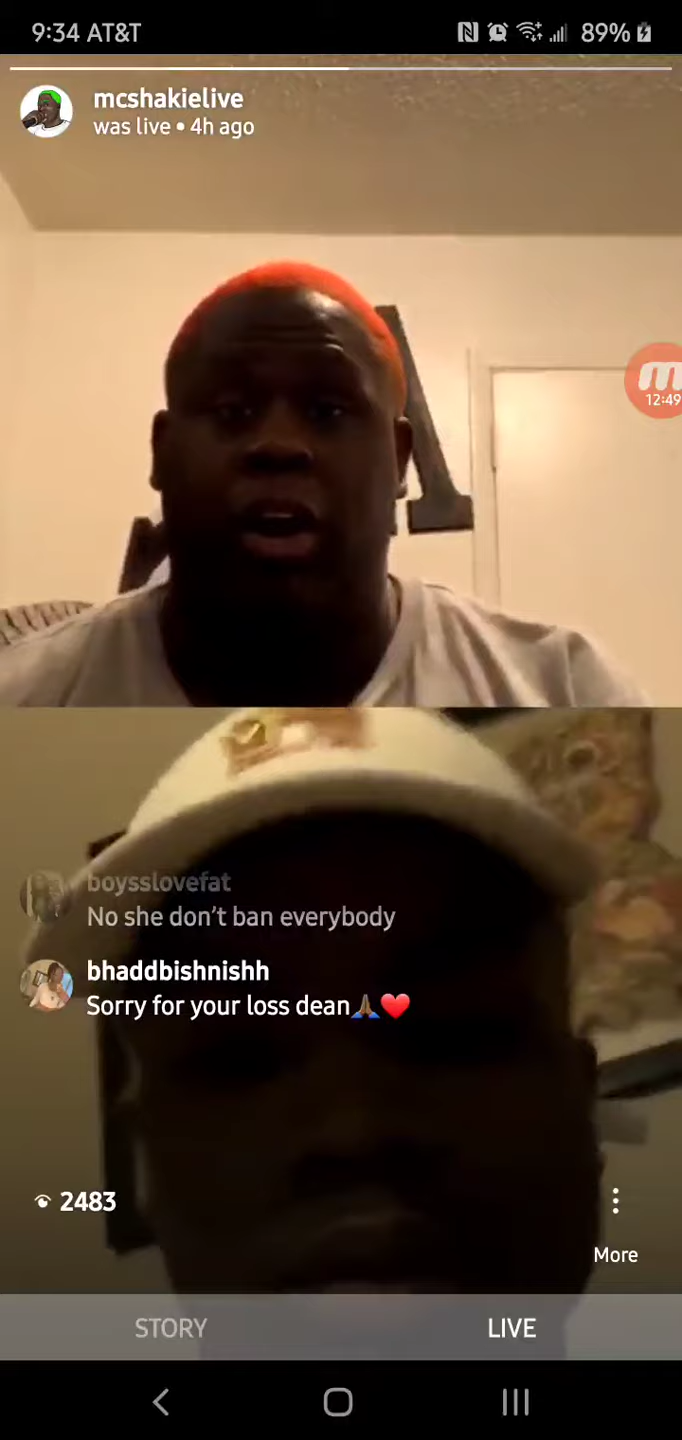 9:34 AT&T
89%
mcshakielive
was live • 4h ago
12:49
boysslovefat
No she don't ban everybody
bhaddbishnishh
Sorry for your loss dean🙏🏾❤️
2483
More
STORY
LIVE